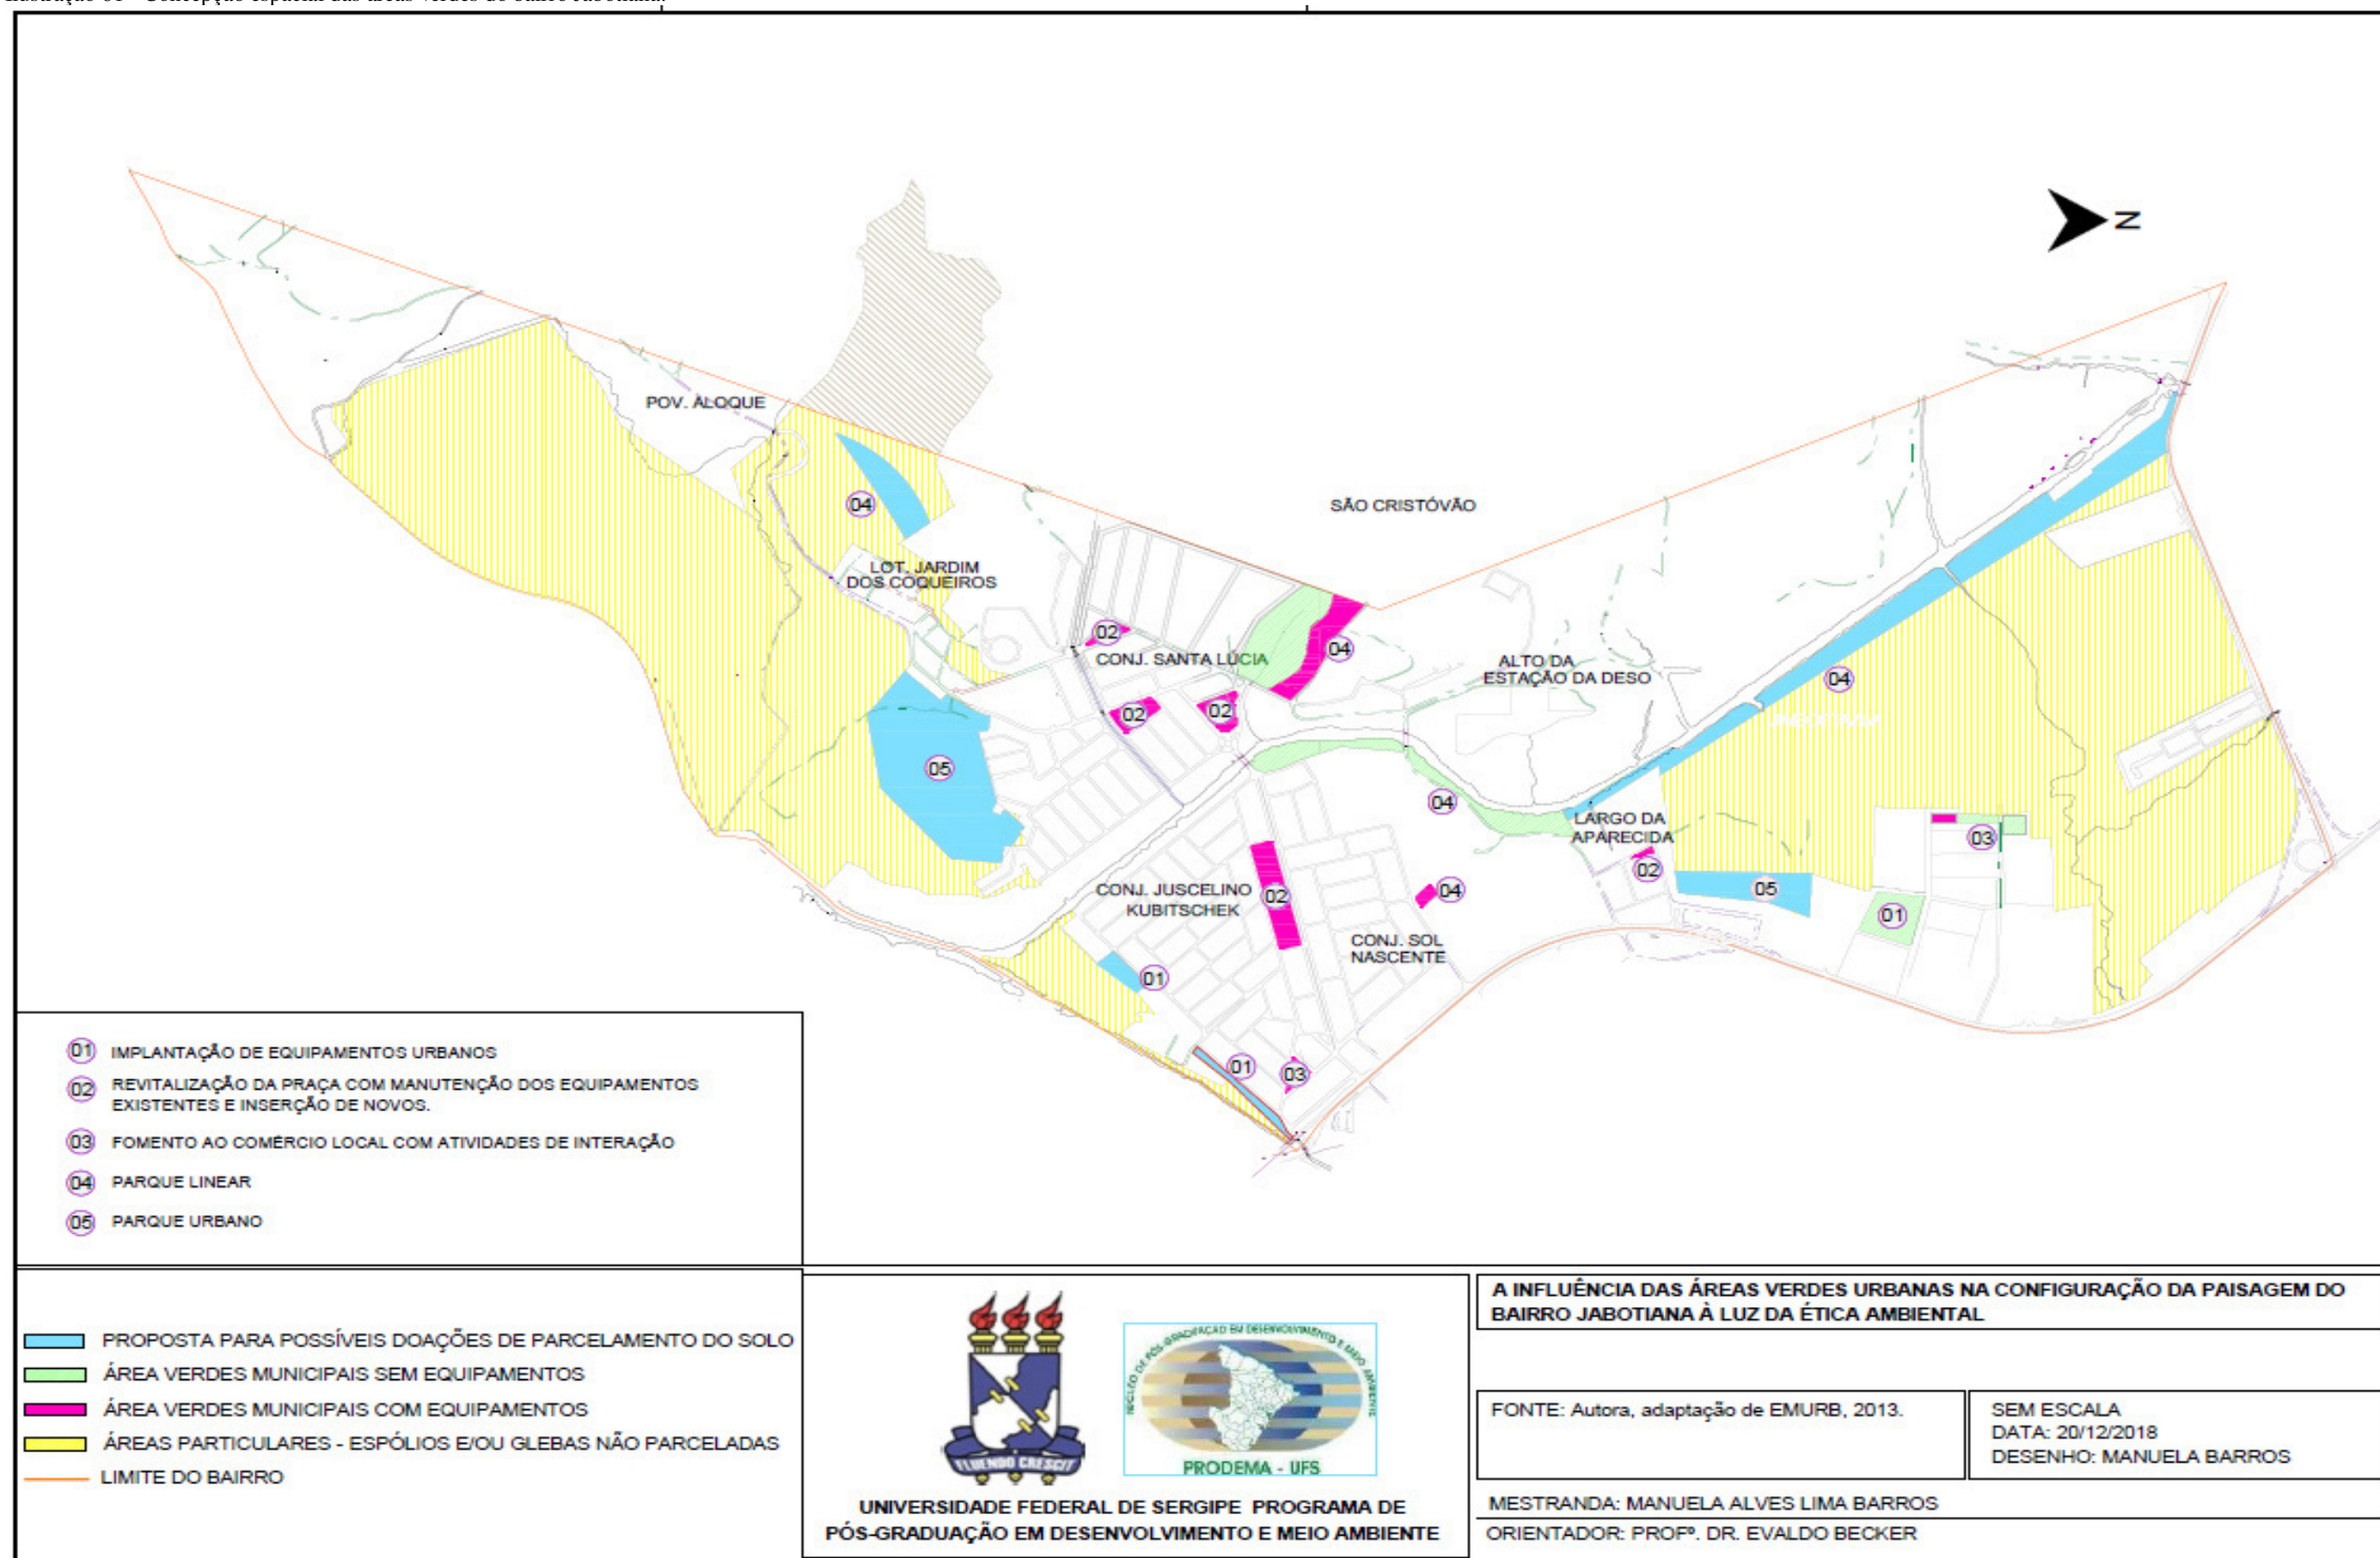 N
POV. ALOQUE
04
SÃO CRISTÓVÃO
LOT. JARDIM
DOS COQUEIROS
02
CONJ. SANTA LÚCIA
04
ALTO DA
ESTAÇÃO DA DESO
04
02
02
05
04
LARGO DA
APARECIDA
03
02
05
01
CONJ. JUSCELINO
KUBITSCHEK
02
04
CONJ. SOL
NASCENTE
01
01
03
01 IMPLANTAÇÃO DE EQUIPAMENTOS URBANOS
02 REVITALIZAÇÃO DA PRAÇA COM MANUTENÇÃO DOS EQUIPAMENTOS
EXISTENTES E INSERÇÃO DE NOVOS.
03 FOMENTO AO COMÉRCIO LOCAL COM ATIVIDADES DE INTERAÇÃO
04 PARQUE LINEAR
05 PARQUE URBANO
PROPOSTA PARA POSSÍVEIS DOAÇÕES DE PARCELAMENTO DO SOLO
ÁREA VERDES MUNICIPAIS SEM EQUIPAMENTOS
ÁREA VERDES MUNICIPAIS COM EQUIPAMENTOS
ÁREAS PARTICULARES - ESPÓLIOS E/OU GLEBAS NÃO PARCELADAS
LIMITE DO BAIRRO
NÚCLEO DE PÓS-GRADUAÇÃO EM DESENVOLVIMENTO E MEIO AMBIENTE
PRODEMA - UFS
UNIVERSIDADE FEDERAL DE SERGIPE PROGRAMA DE
PÓS-GRADUAÇÃO EM DESENVOLVIMENTO E MEIO AMBIENTE
A INFLUÊNCIA DAS ÁREAS VERDES URBANAS NA CONFIGURAÇÃO DA PAISAGEM DO
BAIRRO JABOTIANA À LUZ DA ÉTICA AMBIENTAL
FONTE: Autora, adaptação de EMURB, 2013.
SEM ESCALA
DATA: 20/12/2018
DESENHO: MANUELA BARROS
MESTRANDA: MANUELA ALVES LIMA BARROS
ORIENTADOR: PROFº. DR. EVALDO BECKER